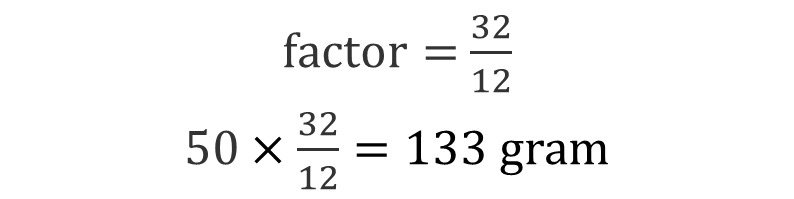 factor = 32/12
50 × 32/12 = 133 gram